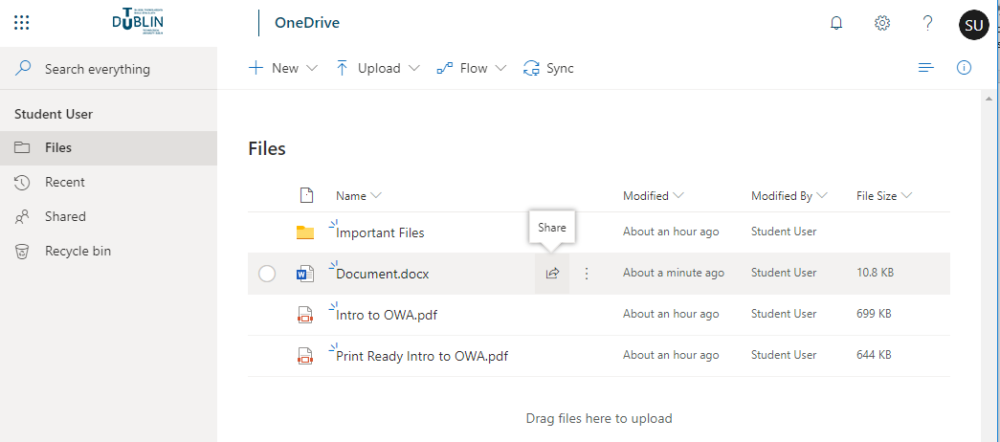 TU DUBLIN
OneDrive
SU
Search everything
New Upload Flow Sync
Student User
Files
Recent
Shared
Recycle bin
Files
Name Modified Modified By File Size
Share
Important Files About an hour ago Student User
Document.docx About a minute ago Student User 10.8 KB
Intro to OWA.pdf About an hour ago Student User 699 KB
Print Ready Intro to OWA.pdf About an hour ago Student User 644 KB
Drag files here to upload